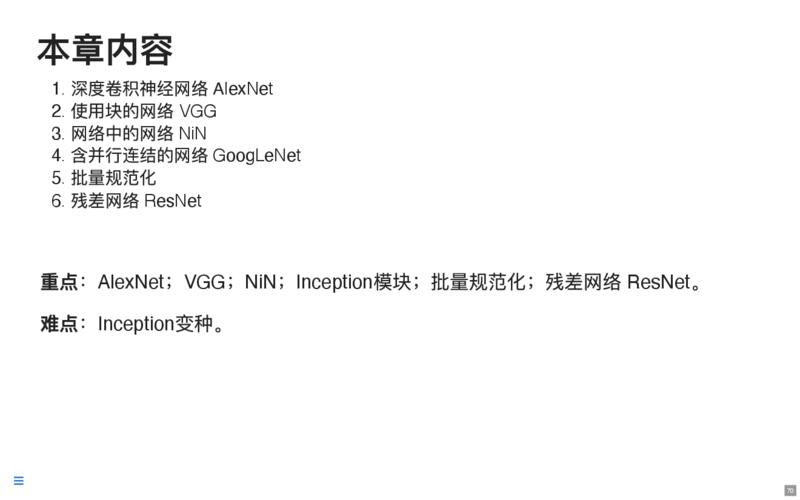 本章内容
1. 深度卷积神经网络 AlexNet
2. 使用块的网络 VGG
3. 网络中的网络 NiN
4. 含并行连结的网络 GoogLeNet
5. 批量规范化
6. 残差网络 ResNet
重点：AlexNet；VGG；NiN；Inception模块；批量规范化；残差网络 ResNet。
难点：Inception变种。
70